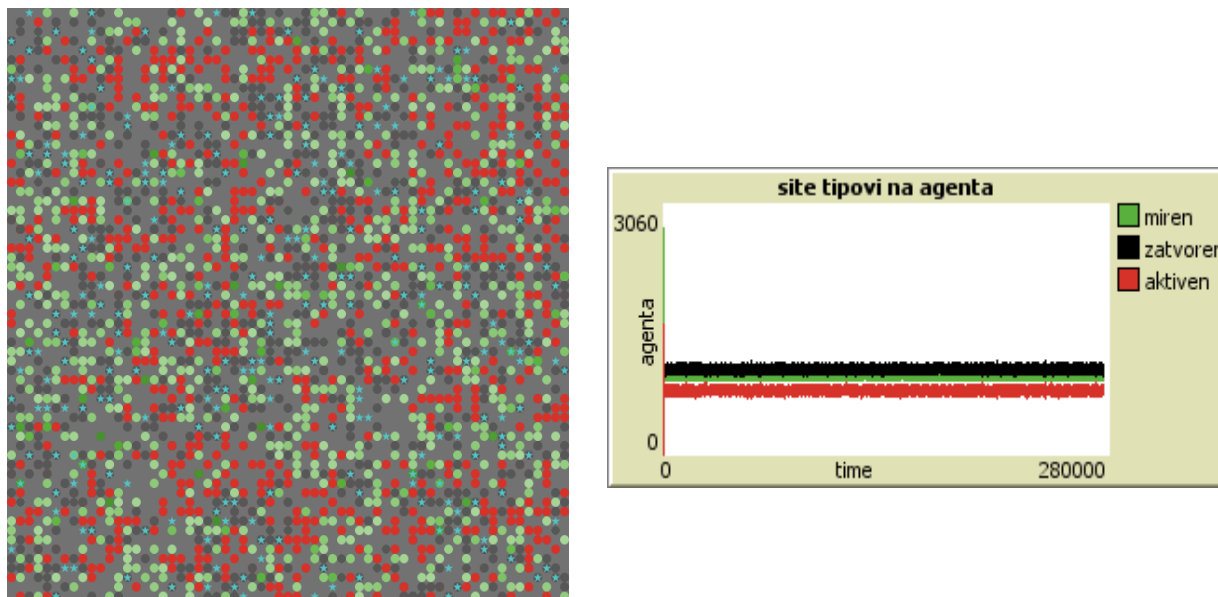 site tipovi na agenta
3060
agenta
0
0
time
280000
miren
zatvoren
aktiven